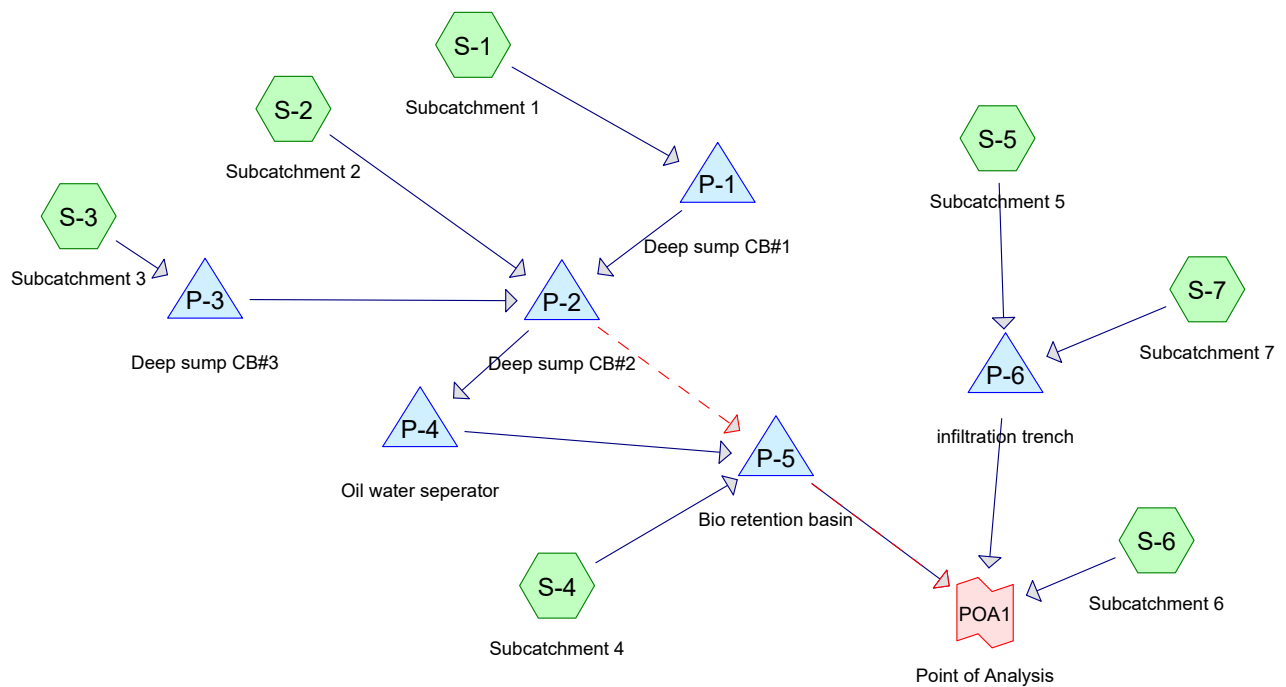 S-1
Subcatchment 1
S-2
Subcatchment 2
S-5
Subcatchment 5
P-1
Deep sump CB#1
S-3
Subcatchment 3
P-3
Deep sump CB#3
P-2
Deep sump CB#2
S-7
Subcatchment 7
P-6
infiltration trench
P-4
Oil water seperator
P-5
Bio retention basin
S-4
Subcatchment 4
S-6
Subcatchment 6
POA1
Point of Analysis